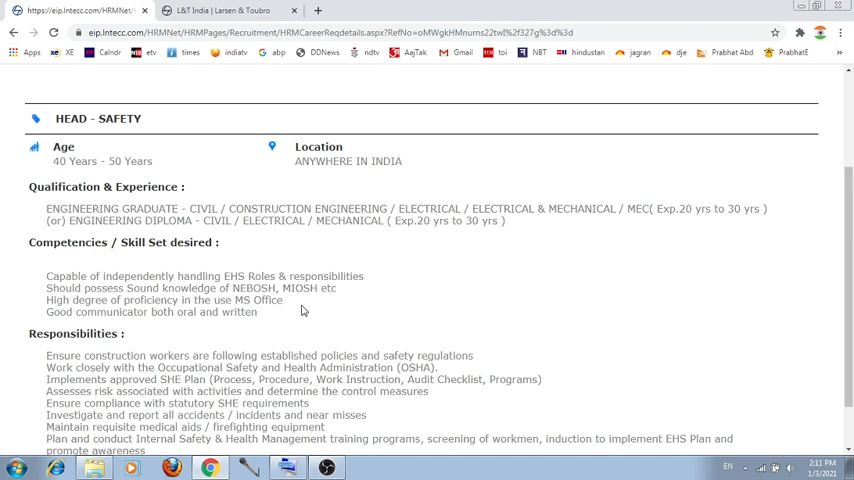 https://eip.lntecc.com/HRMNet/
L&T India | Larsen & Toubro
eip.lntecc.com/HRMNet/HRMPages/Recruitment/HRMCareerReqdetails.aspx?RefNo=oMWgkHMnums22twl%2f327g%3d%3d
Apps XE Calndr etv times indiatv abp DDNews ndtv AajTak Gmail toi NBT hindustan jagran dje Prabhat Abd PrabhatE
HEAD - SAFETY
Age Location
40 Years - 50 Years ANYWHERE IN INDIA
Qualification & Experience :
ENGINEERING GRADUATE - CIVIL / CONSTRUCTION ENGINEERING / ELECTRICAL / ELECTRICAL & MECHANICAL / MEC( Exp.20 yrs to 30 yrs )
(or) ENGINEERING DIPLOMA - CIVIL / ELECTRICAL / MECHANICAL ( Exp.20 yrs to 30 yrs )
Competencies / Skill Set desired :
Capable of independently handling EHS Roles & responsibilities
Should possess Sound knowledge of NEBOSH, MIOSH etc
High degree of proficiency in the use MS Office
Good communicator both oral and written
Responsibilities :
Ensure construction workers are following established policies and safety regulations
Work closely with the Occupational Safety and Health Administration (OSHA).
Implements approved SHE Plan (Process, Procedure, Work Instruction, Audit Checklist, Programs)
Assesses risk associated with activities and determine the control measures
Ensure compliance with statutory SHE requirements
Investigate and report all accidents / incidents and near misses
Maintain requisite medical aids / firefighting equipment
Plan and conduct Internal Safety & Health Management training programs, screening of workmen, induction to implement EHS Plan and
promote awareness
EN
2:11 PM
1/3/2021